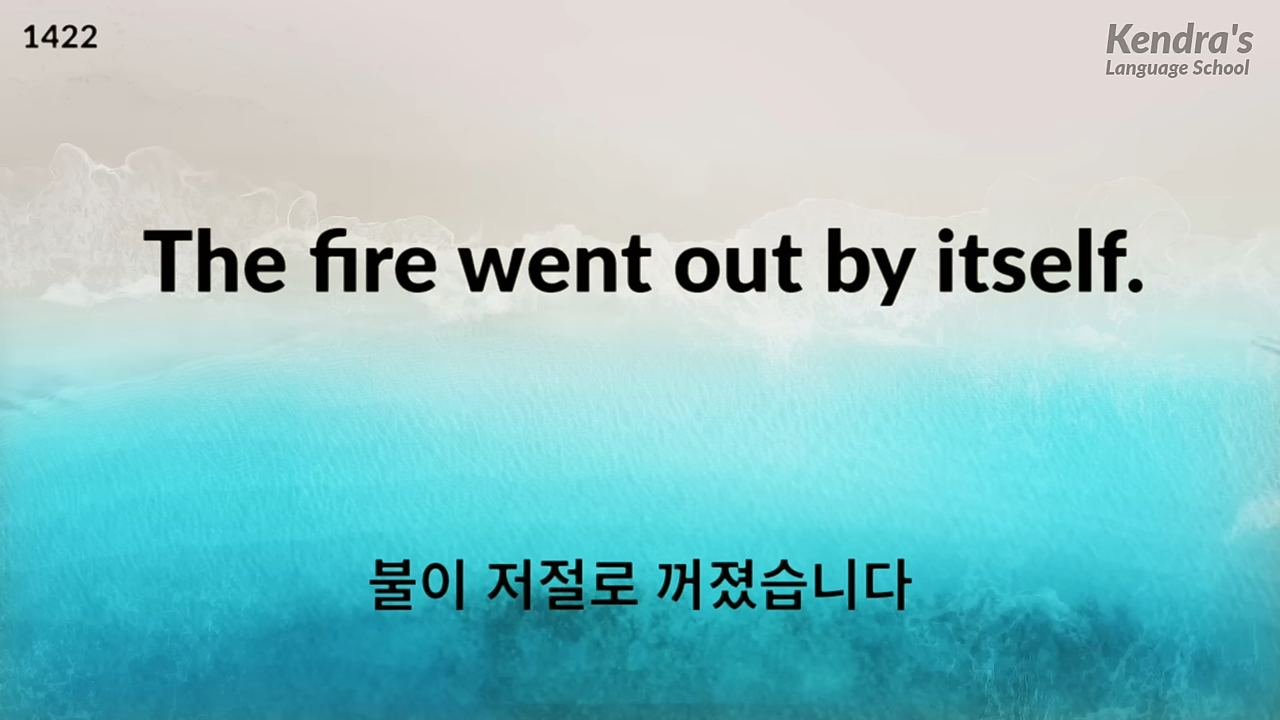 1422
Kendra's
Language School
The fire went out by itself.
불이 저절로 꺼졌습니다